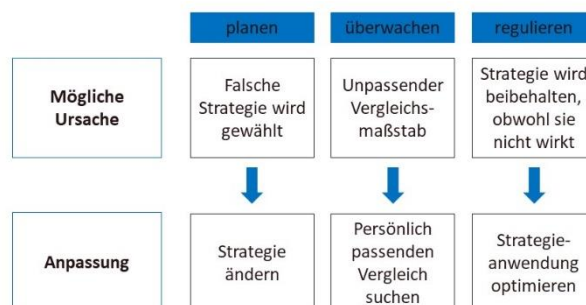 planen
überwachen
regulieren
Mögliche
Ursache
Falsche
Strategie wird
gewählt
Unpassender
Vergleichs-
maßstab
Strategie wird
beibehalten,
obwohl sie
nicht wirkt
Anpassung
Strategie
ändern
Persönlich
passenden
Vergleich
suchen
Strategie-
anwendung
optimieren